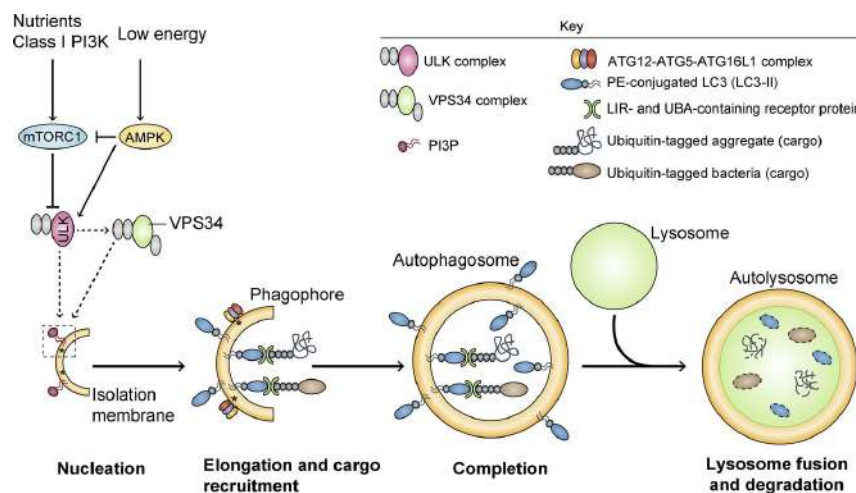 Nutrients
Class I PI3K
Low energy
mTORC1
AMPK
ULK
VPS34
Key
ULK complex
VPS34 complex
PI3P
ATG12-ATG5-ATG16L1 complex
PE-conjugated LC3 (LC3-II)
LIR- and UBA-containing receptor protein
Ubiquitin-tagged aggregate (cargo)
Ubiquitin-tagged bacteria (cargo)
Isolation
membrane
Phagophore
Autophagosome
Lysosome
Autolysosome
Nucleation
Elongation and cargo
recruitment
Completion
Lysosome fusion
and degradation